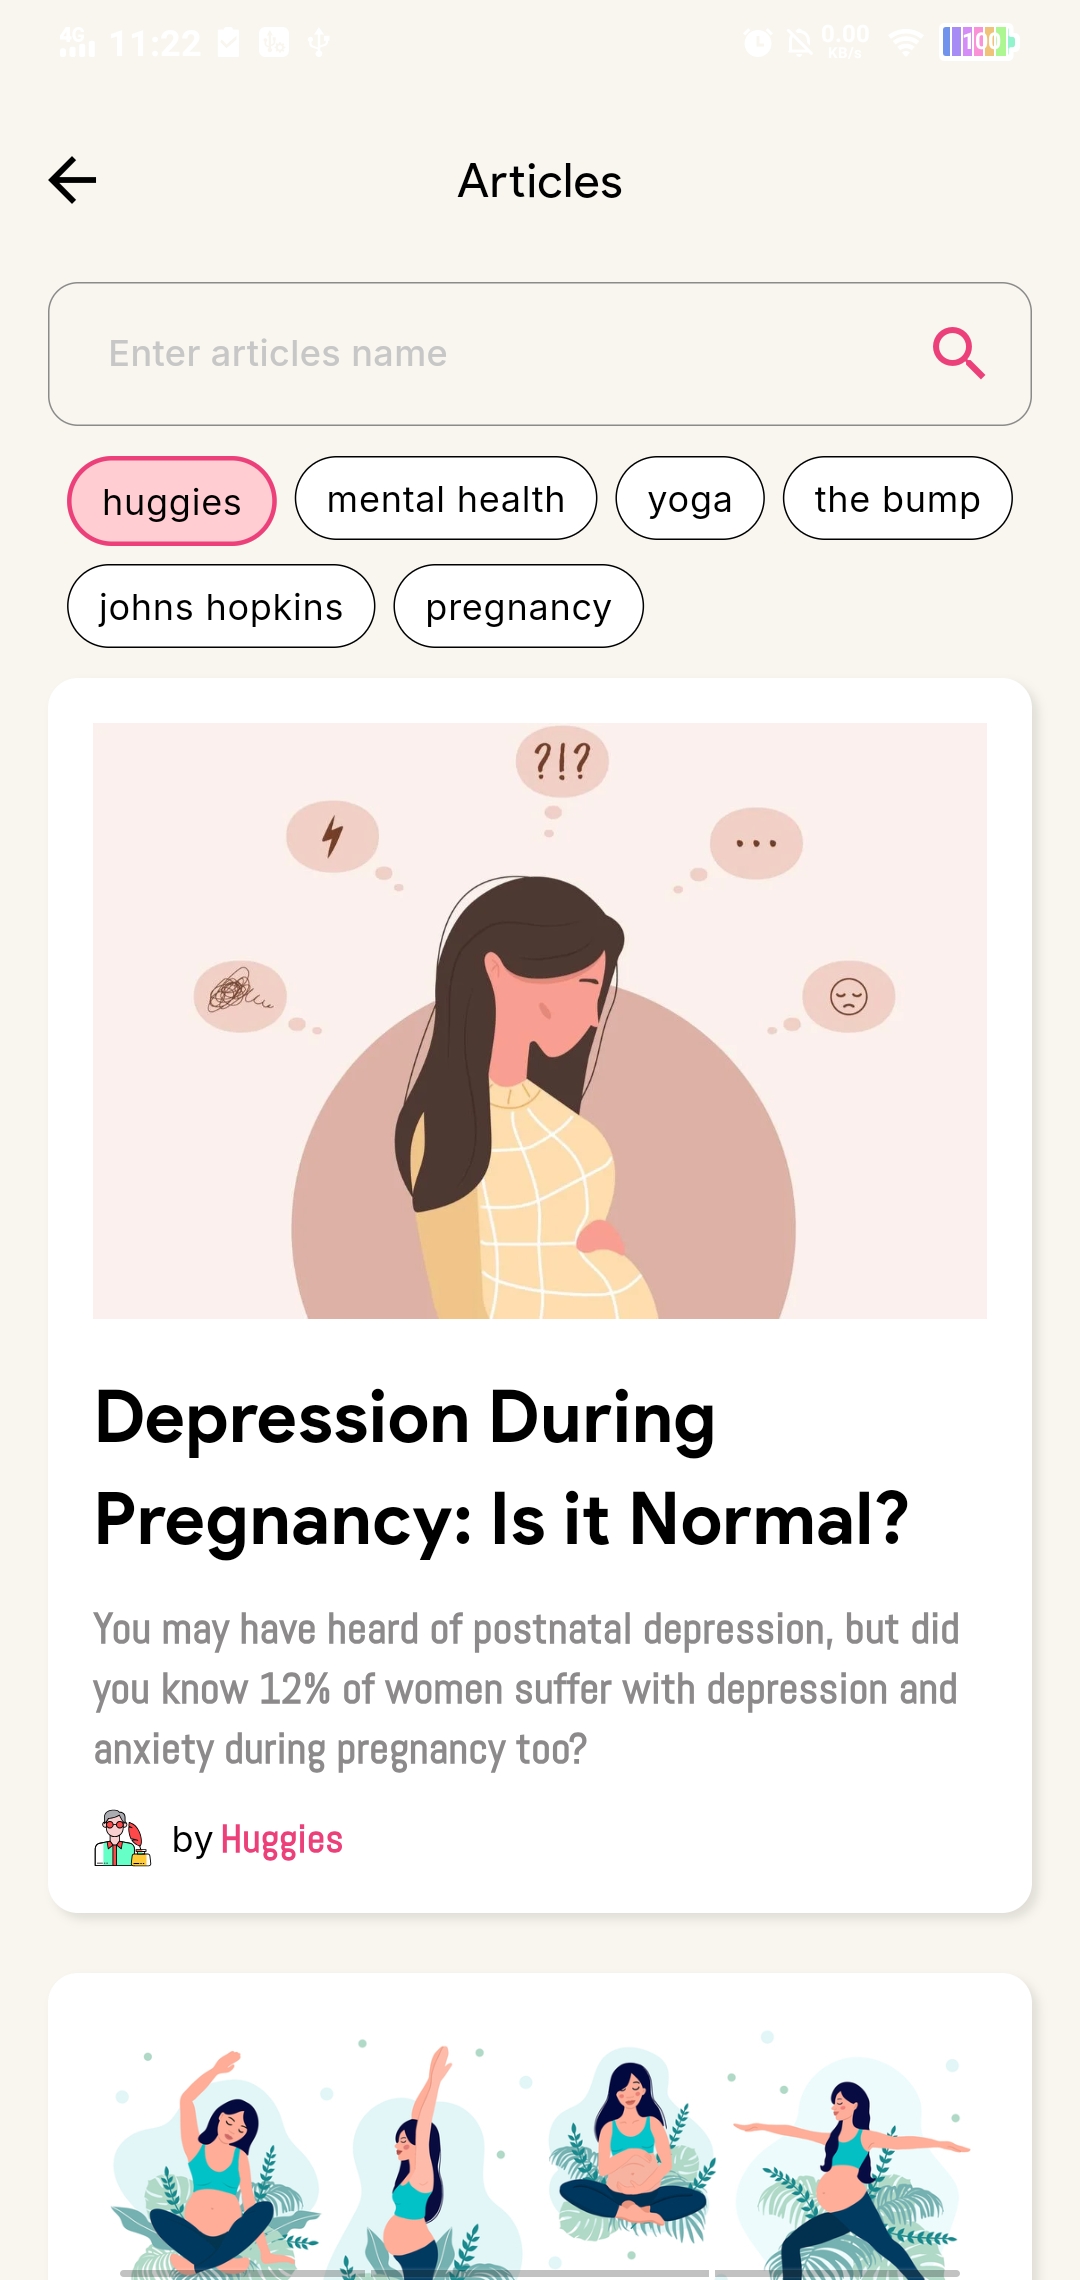 4G 11:22 0.00 KB/s 100
Articles
Enter articles name
huggies mental health yoga the bump
johns hopkins pregnancy
?!?
...
Depression During
Pregnancy: Is it Normal?
You may have heard of postnatal depression, but did
you know 12% of women suffer with depression and
anxiety during pregnancy too?
by Huggies